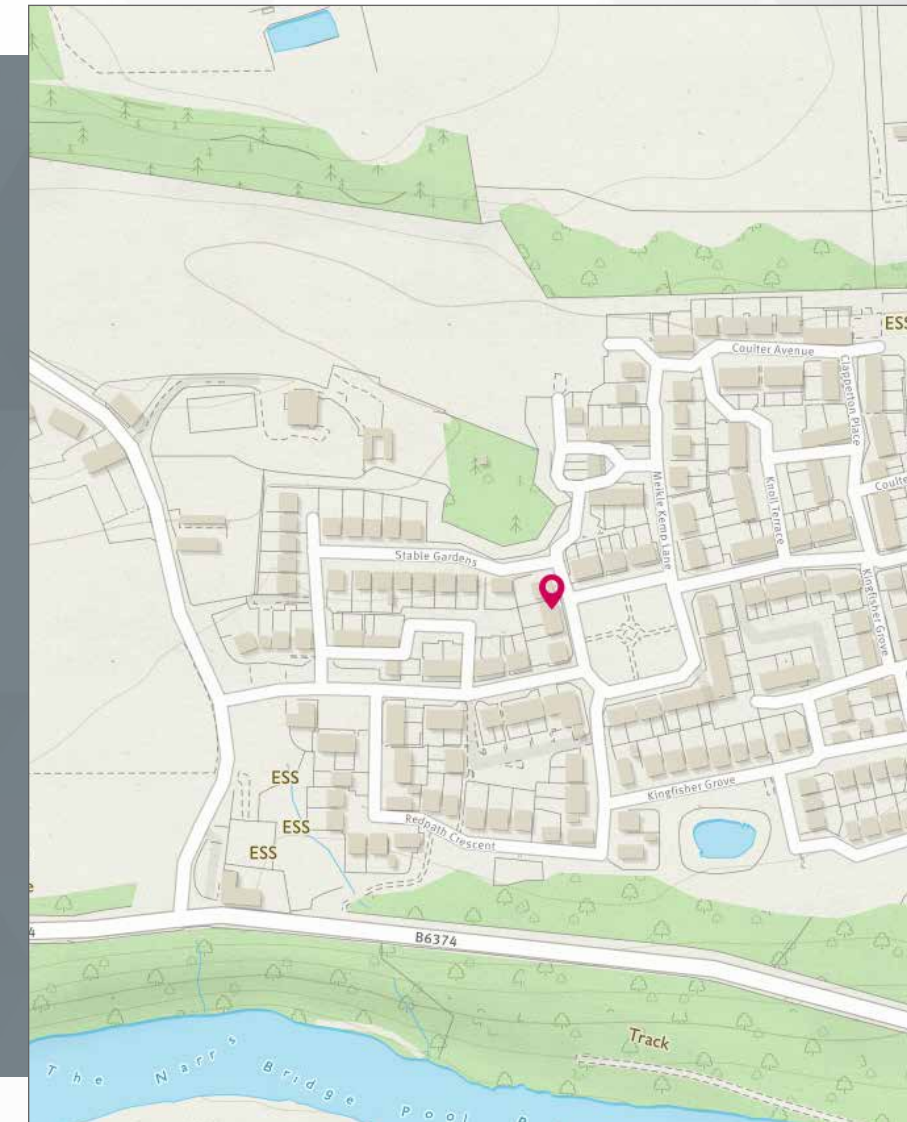 ESS
Coulter Avenue
Clapperton Place
Meikle Kemp Lane
Knoll Terrace
Stable Gardens
Kingfisher Grove
Kingfisher Grove
ESS
ESS
ESS
Redpath Crescent
B6374
Track
The Narrs
Bridge Pool